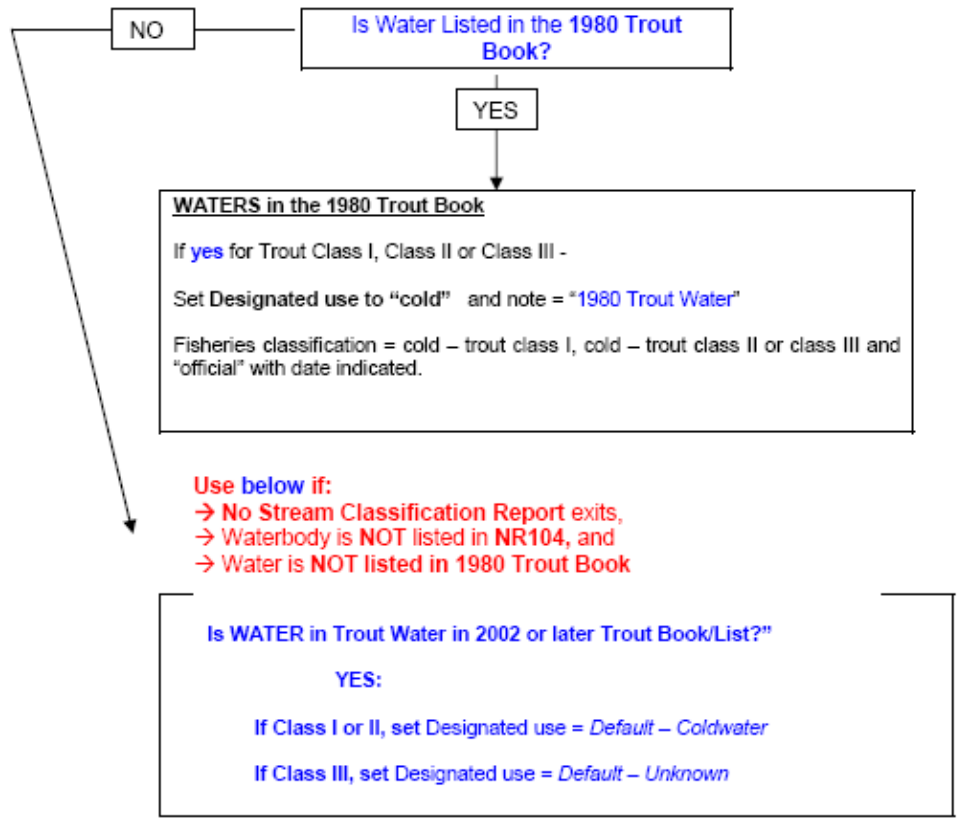 NO
Is Water Listed in the 1980 Trout
Book?
YES
WATERS in the 1980 Trout Book
If yes for Trout Class I, Class II or Class III -
Set Designated use to “cold”   and note = “1980 Trout Water”
Fisheries classification = cold – trout class I, cold – trout class II or class III and
“official” with date indicated.
Use below if:
→ No Stream Classification Report exits,
→ Waterbody is NOT listed in NR104, and
→ Water is NOT listed in 1980 Trout Book
Is WATER in Trout Water in 2002 or later Trout Book/List?”
YES:
If Class I or II, set Designated use = Default – Coldwater
If Class III, set Designated use = Default – Unknown